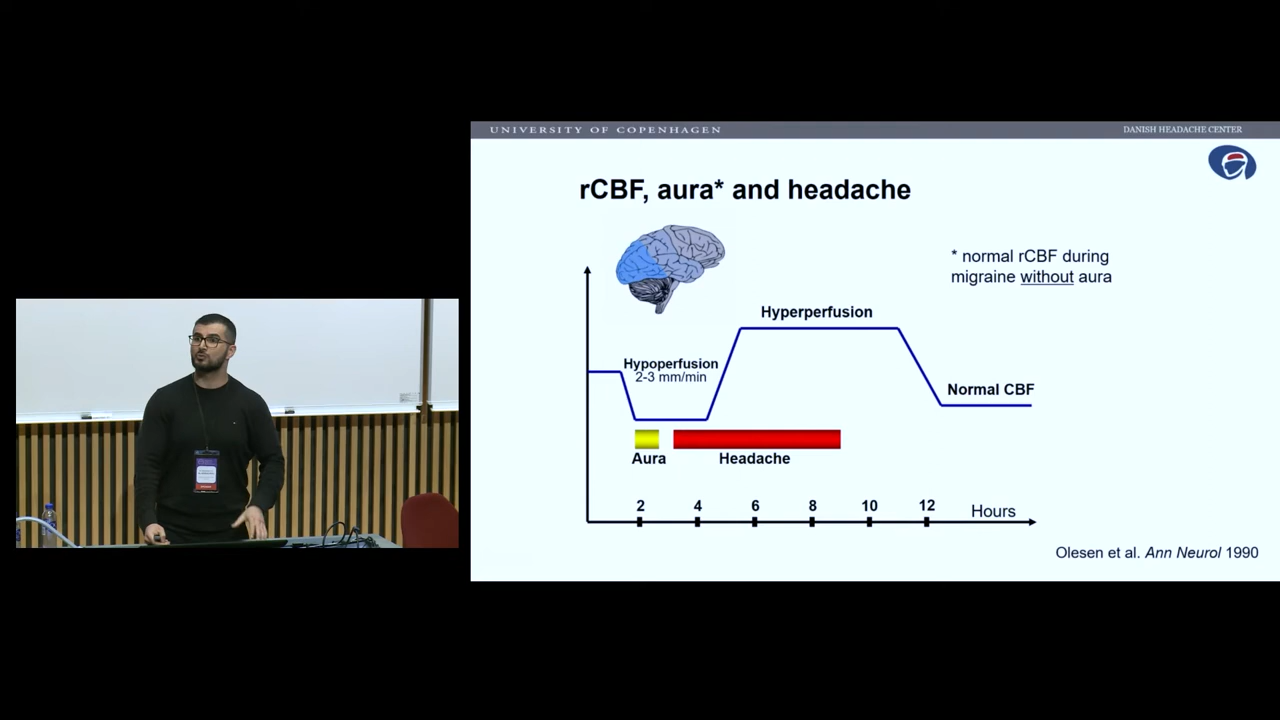 UNIVERSITY OF COPENHAGEN
DANISH HEADACHE CENTER
rCBF, aura* and headache
* normal rCBF during
migraine without aura
Hyperperfusion
Hypoperfusion
2-3 mm/min
Normal CBF
Aura
Headache
2 4 6 8 10 12
Hours
Olesen et al. Ann Neurol 1990